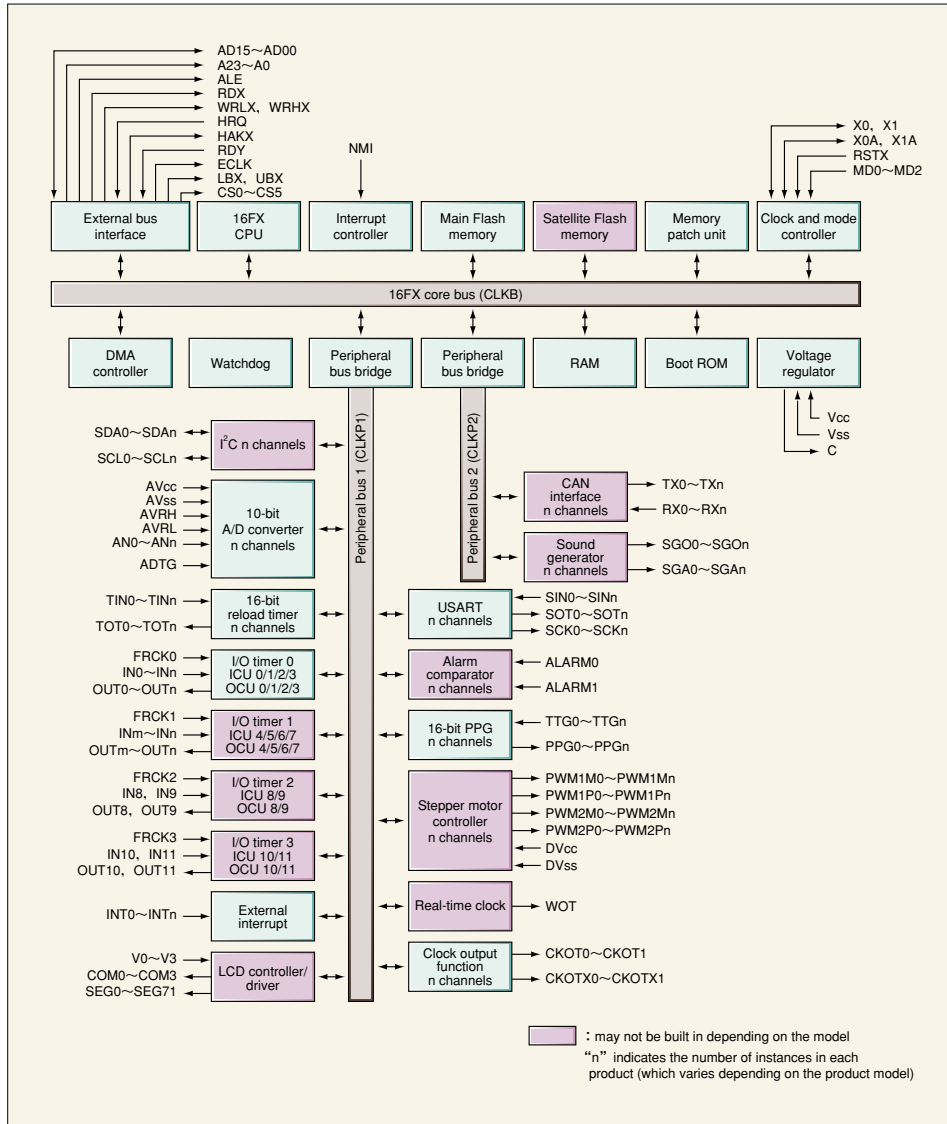 AD15～AD00
A23～A0
ALE
RDX
WRLX, WRHX
HRQ
HAKX
RDY
ECLK
LBX, UBX
CS0～CS5
NMI
X0, X1
X0A, X1A
RSTX
MD0～MD2
External bus
interface
16FX
CPU
Interrupt
controller
Main Flash
memory
Satellite Flash
memory
Memory
patch unit
Clock and mode
controller
16FX core bus (CLKB)
DMA
controller
Watchdog
Peripheral
bus bridge
Peripheral
bus bridge
RAM
Boot ROM
Voltage
regulator
Vcc
Vss
C
Peripheral bus 1 (CLKP1)
Peripheral bus 2 (CLKP2)
SDA0～SDAn
SCL0～SCLn
I²C n channels
AVcc
AVss
AVRH
AVRL
AN0～ANn
ADTG
10-bit
A/D converter
n channels
TIN0～TINn
TOT0～TOTn
16-bit
reload timer
n channels
FRCK0
IN0～INn
OUT0～OUTn
I/O timer 0
ICU 0/1/2/3
OCU 0/1/2/3
FRCK1
INm～INn
OUTm～OUTn
I/O timer 1
ICU 4/5/6/7
OCU 4/5/6/7
FRCK2
IN8, IN9
OUT8, OUT9
I/O timer 2
ICU 8/9
OCU 8/9
FRCK3
IN10, IN11
OUT10, OUT11
I/O timer 3
ICU 10/11
OCU 10/11
INT0～INTn
External
interrupt
V0～V3
COM0～COM3
SEG0～SEG71
LCD controller/
driver
CAN
interface
n channels
TX0～TXn
RX0～RXn
Sound
generator
n channels
SGO0～SGOn
SGA0～SGAn
USART
n channels
SIN0～SINn
SOT0～SOTn
SCK0～SCKn
Alarm
comparator
n channels
ALARM0
ALARM1
16-bit PPG
n channels
TTG0～TTGn
PPG0～PPGn
Stepper motor
controller
n channels
PWM1M0～PWM1Mn
PWM1P0～PWM1Pn
PWM2M0～PWM2Mn
PWM2P0～PWM2Pn
DVcc
DVss
Real-time clock
WOT
Clock output
function
n channels
CKOT0～CKOT1
CKOTX0～CKOTX1
: may not be built in depending on the model
“n” indicates the number of instances in each
product (which varies depending on the product model)